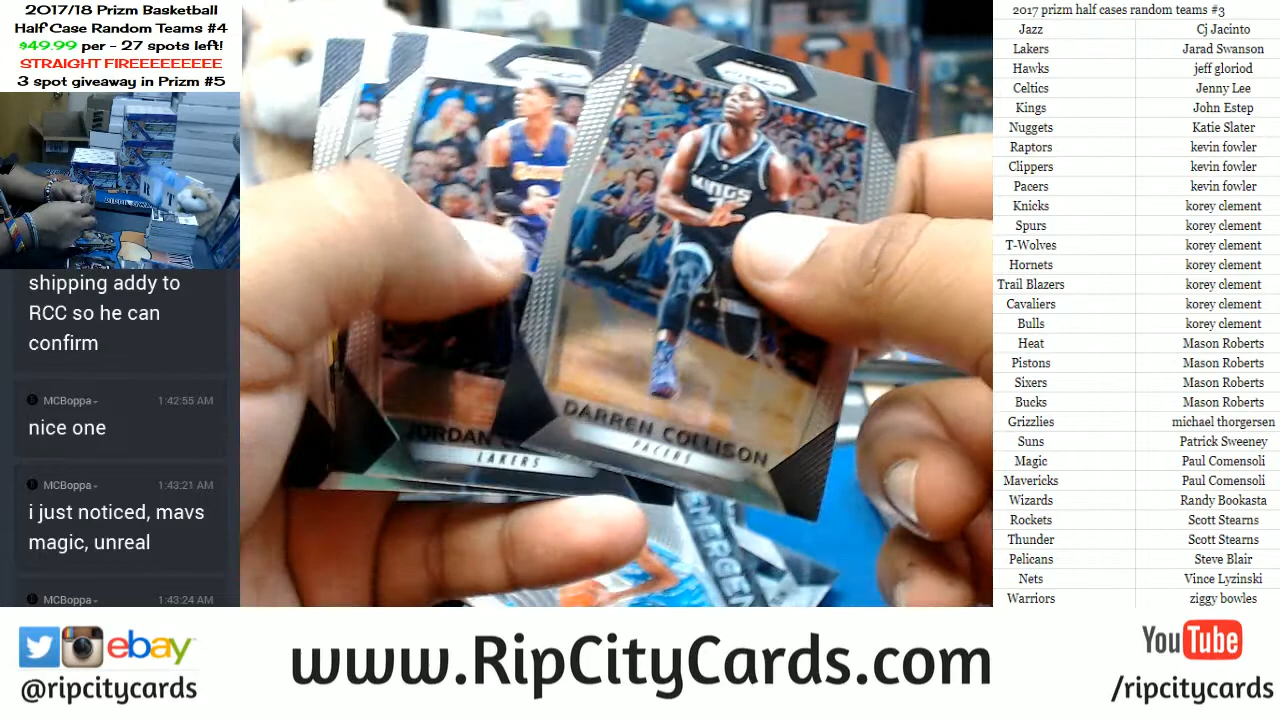 2017/18 Prizm Basketball
Half Case Random Teams #4
$49.99 per - 27 spots left!
STRAIGHT FIREEEEEEEEE
3 spot giveaway in Prizm #5
shipping addy to
RCC so he can
confirm
MCBoppa 1:42:55 AM
nice one
MCBoppa 1:43:21 AM
i just noticed, mavs
magic, unreal
MCBoppa 1:43:24 AM
PRIZM
KINGS
DARREN COLLISON
PACERS
JORDAN
LAKERS
EMERGEN
2017 prizm half cases random teams #3
Jazz Cj Jacinto
Lakers Jarad Swanson
Hawks jeff gloriod
Celtics Jenny Lee
Kings John Estep
Nuggets Katie Slater
Raptors kevin fowler
Clippers kevin fowler
Pacers kevin fowler
Knicks korey clement
Spurs korey clement
T-Wolves korey clement
Hornets korey clement
Trail Blazers korey clement
Cavaliers korey clement
Bulls korey clement
Heat Mason Roberts
Pistons Mason Roberts
Sixers Mason Roberts
Bucks Mason Roberts
Grizzlies michael thorgersen
Suns Patrick Sweeney
Magic Paul Comensoli
Mavericks Paul Comensoli
Wizards Randy Bookasta
Rockets Scott Stearns
Thunder Scott Stearns
Pelicans Steve Blair
Nets Vince Lyzinski
Warriors ziggy bowles
ebay
@ripcitycards
www.RipCityCards.com
YouTube
/ripcitycards